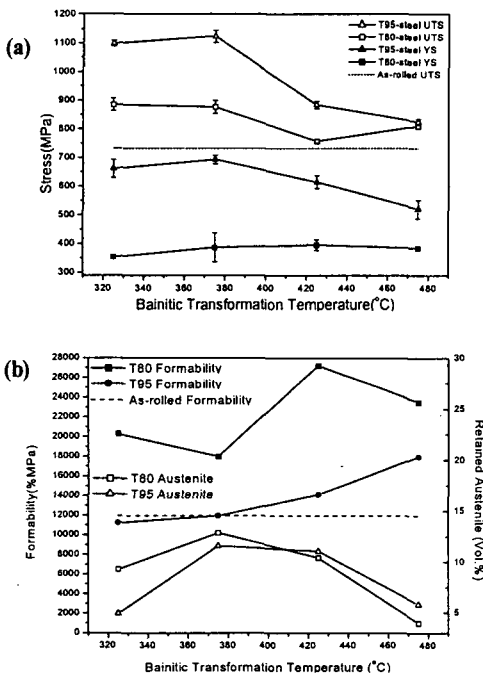 (a)
T95-steel UTS
T80-steel UTS
T95-steel YS
T80-steel YS
As-rolled UTS
1200
1100
1000
900
800
700
600
500
400
300
Stress(MPa)
320 340 360 380 400 420 440 460 480
Bainitic Transformation Temperature(°C)
(b)
T80 Formability
T95 Formability
As-rolled Formability
T80 Austenite
T95 Austenite
28000
26000
24000
22000
20000
18000
16000
14000
12000
10000
8000
6000
4000
2000
0
Formability(%MPa)
30
25
20
15
10
5
Retained Austenite (Vol.%)
320 340 360 380 400 420 440 460 480
Bainitic Transformation Temperature (°C)